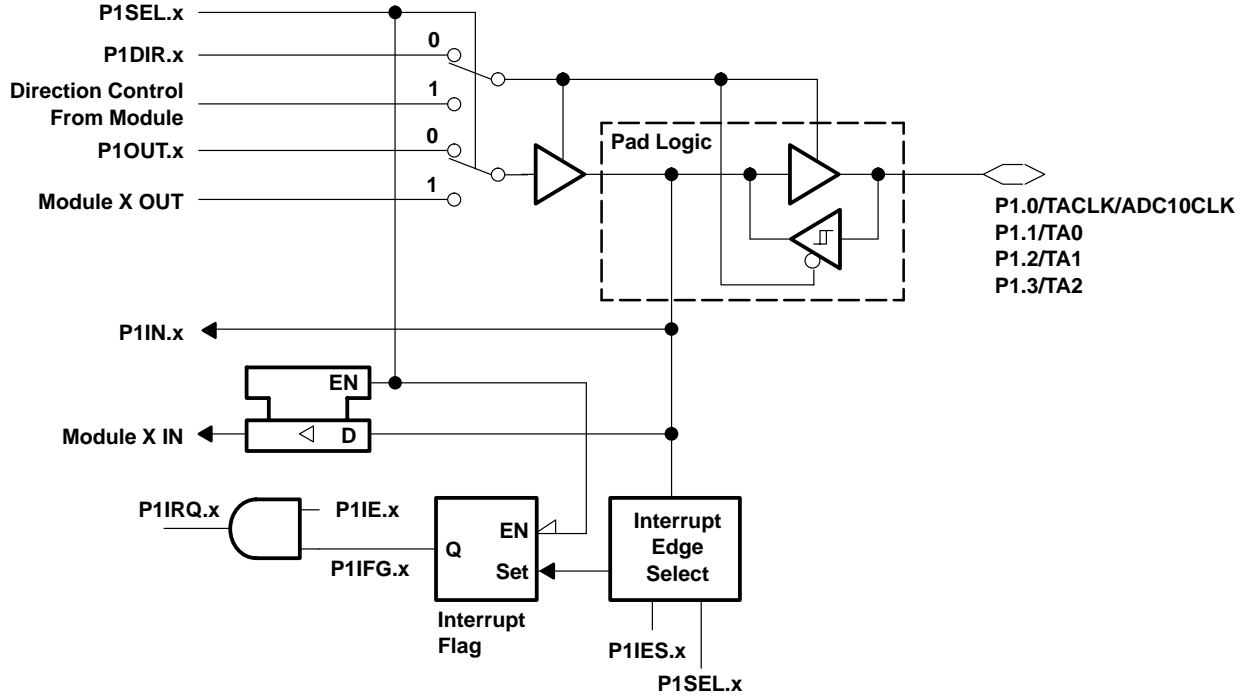 P1SEL.x
P1DIR.x
0
Direction Control
From Module
1
P1OUT.x
0
Module X OUT
1
Pad Logic
P1.0/TACLK/ADC10CLK
P1.1/TA0
P1.2/TA1
P1.3/TA2
P1IN.x
EN
Module X IN
D
P1IRQ.x
P1IE.x
P1IFG.x
Q
EN
Set
Interrupt
Flag
Interrupt
Edge
Select
P1IES.x
P1SEL.x